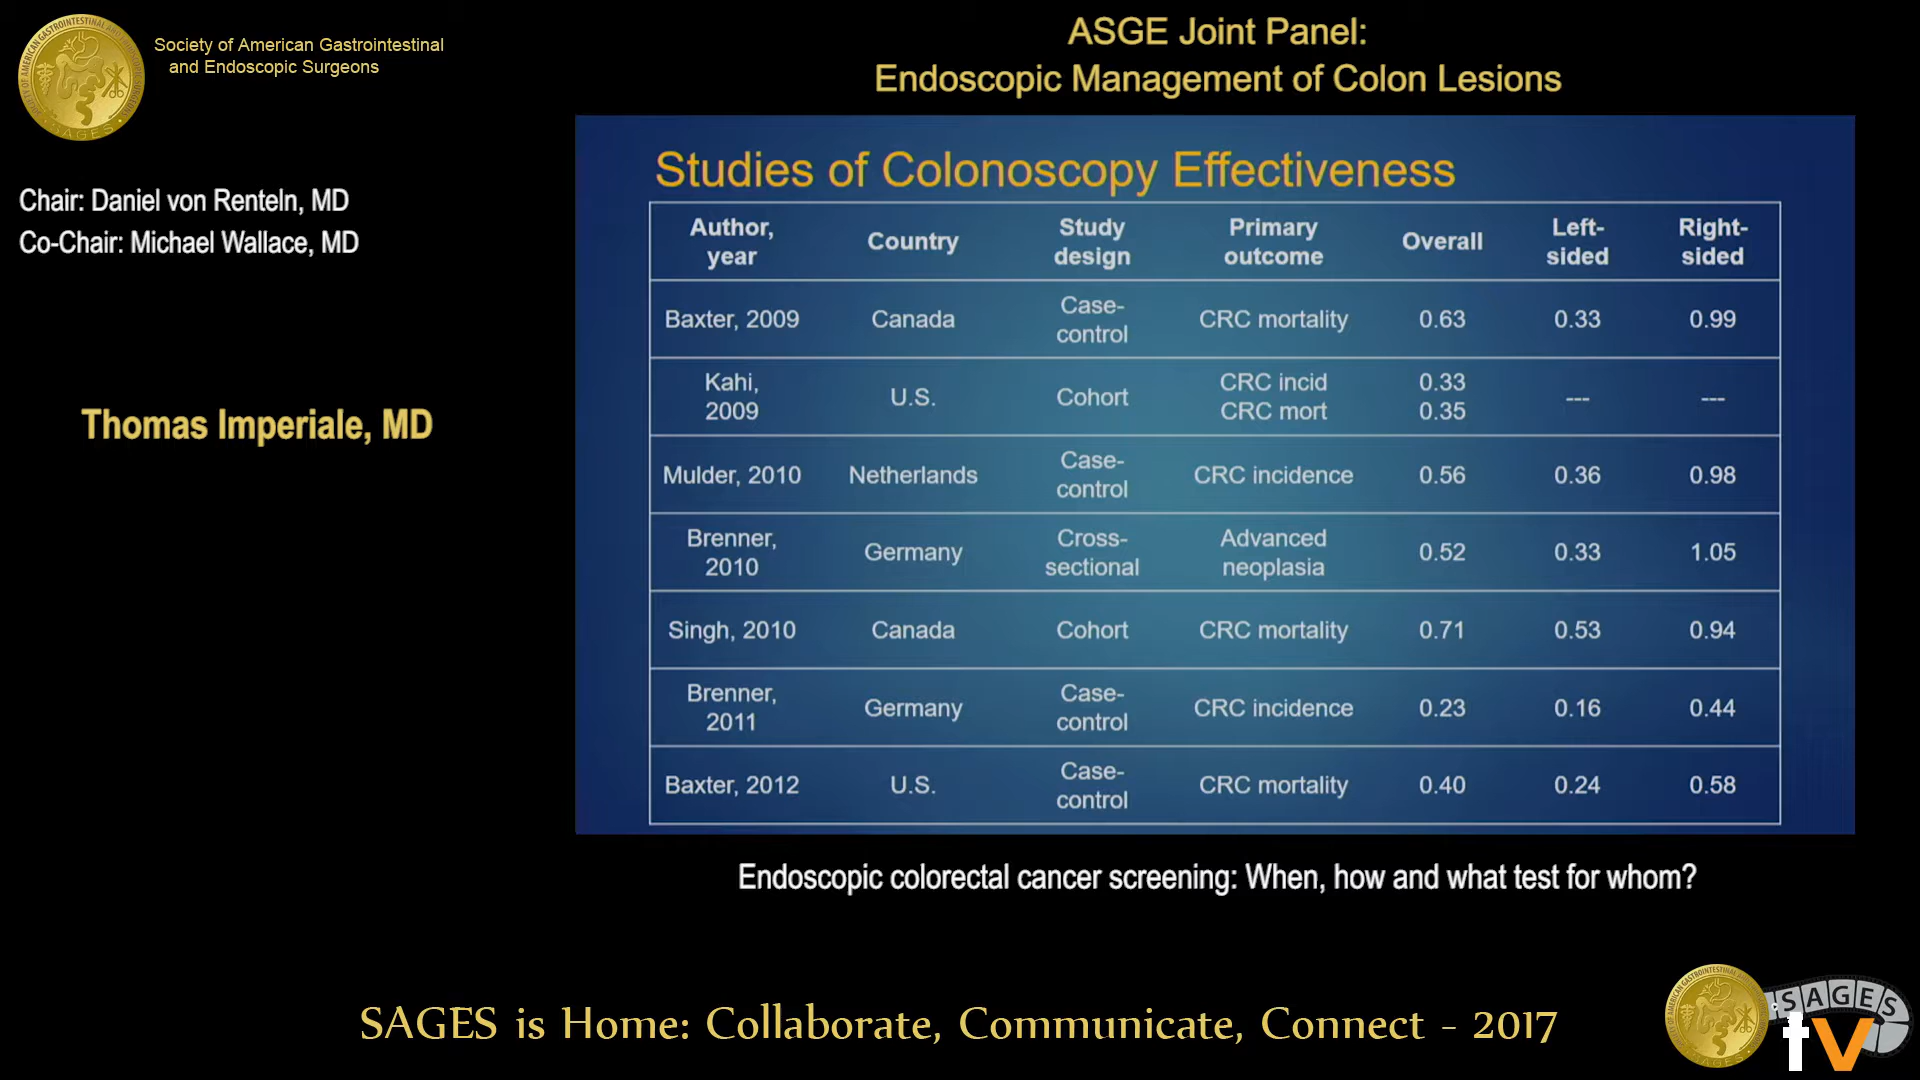 Society of American Gastrointestinal
and Endoscopic Surgeons
ASGE Joint Panel:
Endoscopic Management of Colon Lesions
Chair: Daniel von Renteln, MD
Co-Chair: Michael Wallace, MD
Thomas Imperiale, MD
Studies of Colonoscopy Effectiveness
Author, year Country Study design Primary outcome Overall Left-sided Right-sided
Baxter, 2009 Canada Case-control CRC mortality 0.63 0.33 0.99
Kahi, 2009 U.S. Cohort CRC incid CRC mort 0.33 0.35 --- ---
Mulder, 2010 Netherlands Case-control CRC incidence 0.56 0.36 0.98
Brenner, 2010 Germany Cross-sectional Advanced neoplasia 0.52 0.33 1.05
Singh, 2010 Canada Cohort CRC mortality 0.71 0.53 0.94
Brenner, 2011 Germany Case-control CRC incidence 0.23 0.16 0.44
Baxter, 2012 U.S. Case-control CRC mortality 0.40 0.24 0.58
Endoscopic colorectal cancer screening: When, how and what test for whom?
SAGES is Home: Collaborate, Communicate, Connect - 2017
SAGES
tv